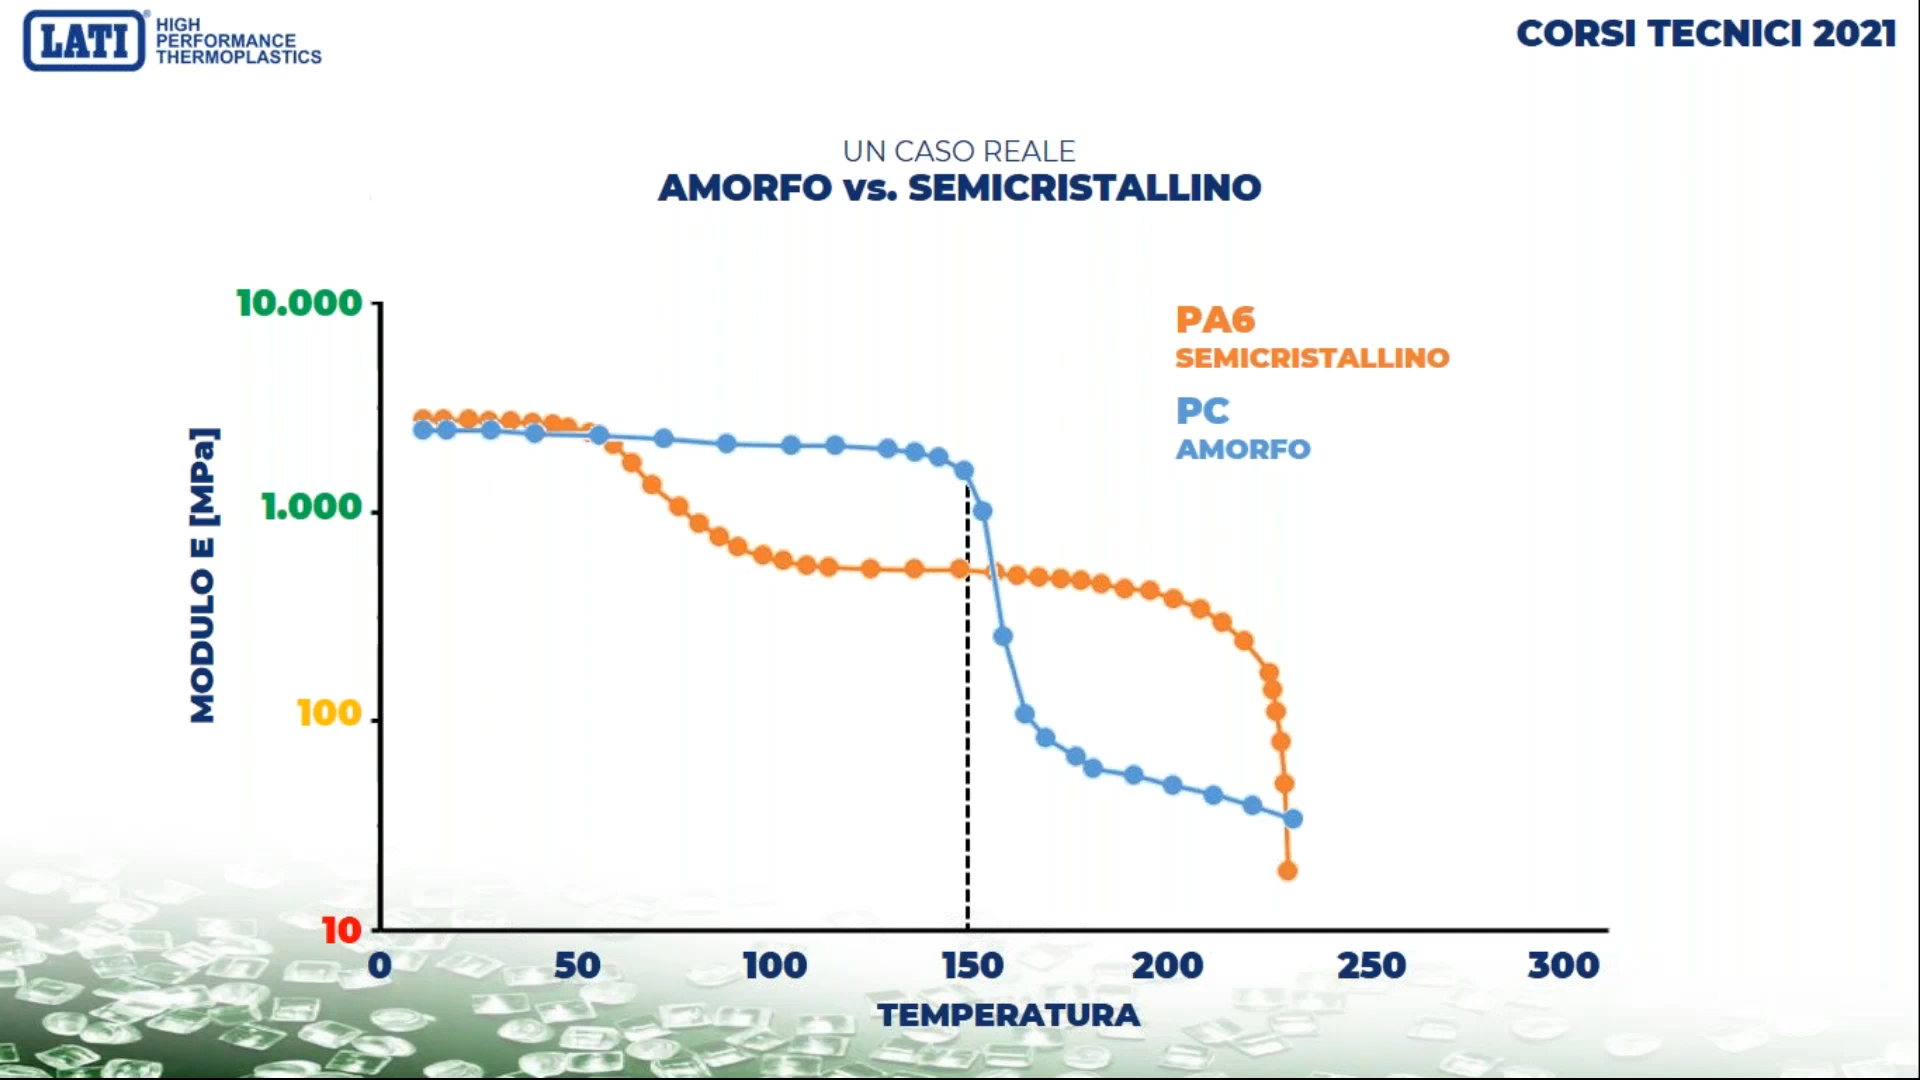 LATI®
HIGH
PERFORMANCE
THERMOPLASTICS
CORSI TECNICI 2021
UN CASO REALE
AMORFO vs. SEMICRISTALLINO
PA6
SEMICRISTALLINO
PC
AMORFO
MODULO E [MPa]
10.000
1.000
100
10
0 50 100 150 200 250 300
TEMPERATURA